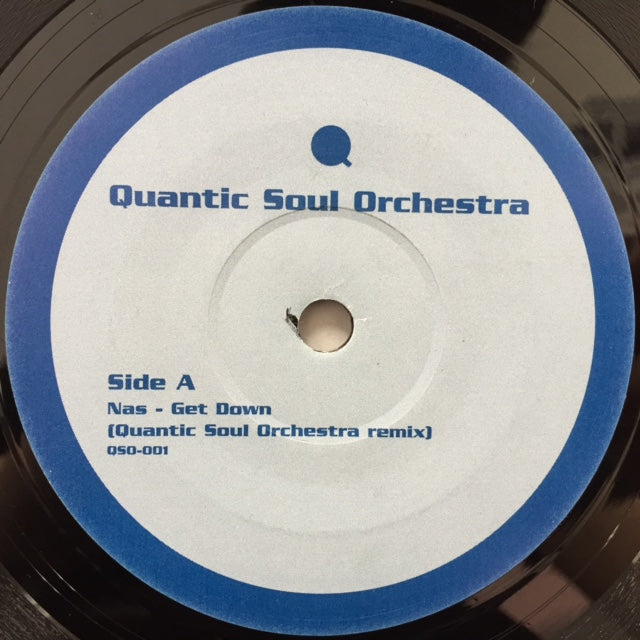 Quantic Soul Orchestra
Side A
Nas - Get Down
(Quantic Soul Orchestra remix)
QSO-001